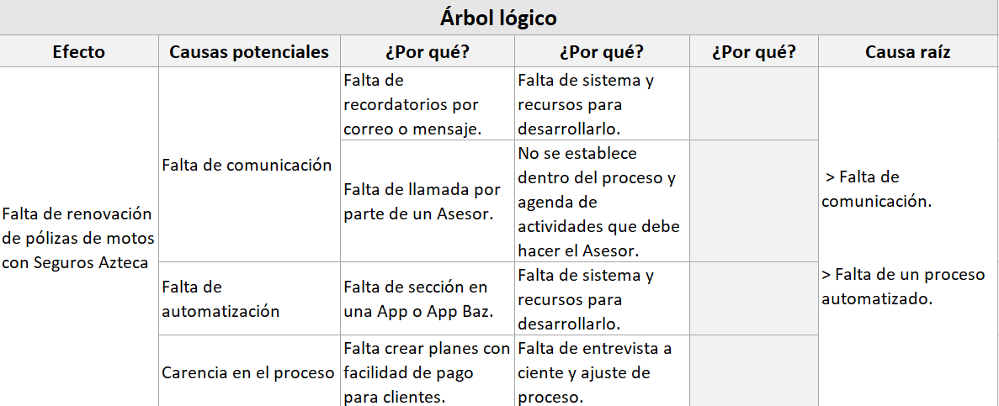 Árbol lógico
Efecto
Causas potenciales
¿Por qué?
¿Por qué?
¿Por qué?
Causa raíz
Falta de renovación
de pólizas de motos
con Seguros Azteca
Falta de comunicación
Falta de
recordatorios por
correo o mensaje.
Falta de sistema y
recursos para
desarrollarlo.
Falta de llamada por
parte de un Asesor.
No se establece
dentro del proceso y
agenda de
actividades que debe
hacer el Asesor.
Falta de
automatización
Falta de sección en
una App o App Baz.
Falta de sistema y
recursos para
desarrollarlo.
Carencia en el proceso
Falta crear planes con
facilidad de pago
para clientes.
Falta de entrevista a
ciente y ajuste de
proceso.
> Falta de
comunicación.
> Falta de un proceso
automatizado.